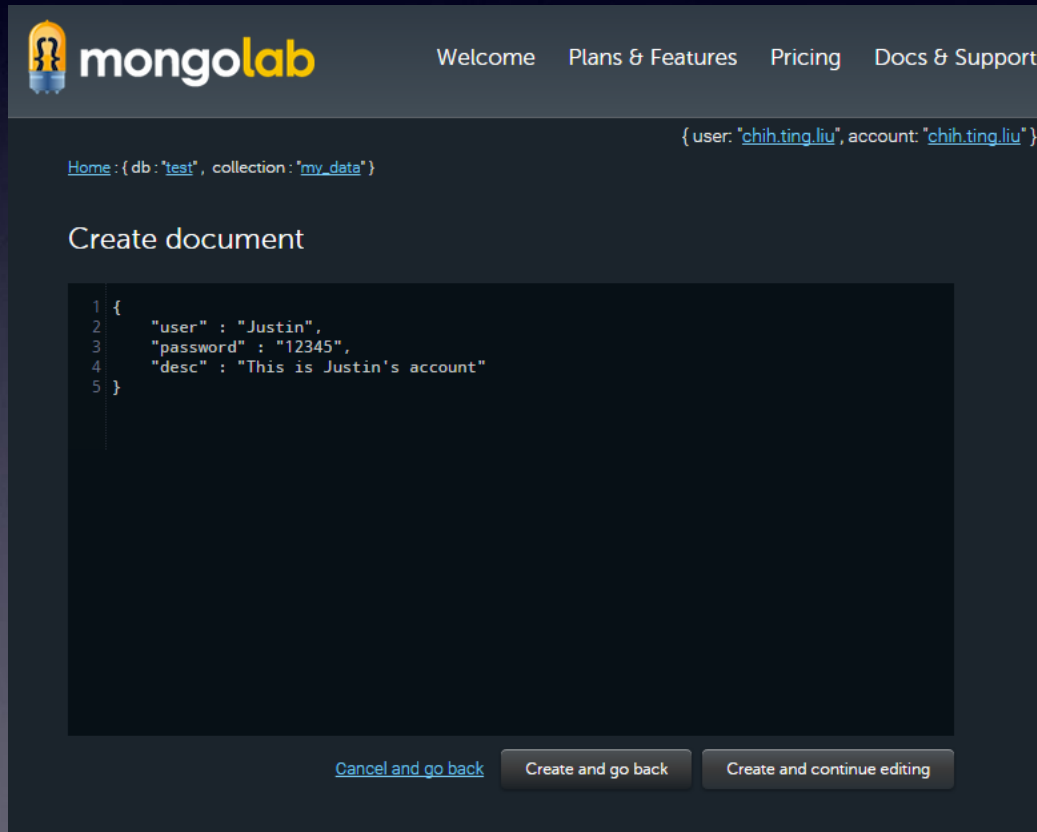 mongolab
Welcome Plans & Features Pricing Docs & Support
{ user: "chih.ting.liu", account: "chih.ting.liu" }
Home : { db : "test", collection : "my_data" }
Create document
1 {
2 "user" : "Justin",
3 "password" : "12345",
4 "desc" : "This is Justin's account"
5 }
Cancel and go back Create and go back Create and continue editing